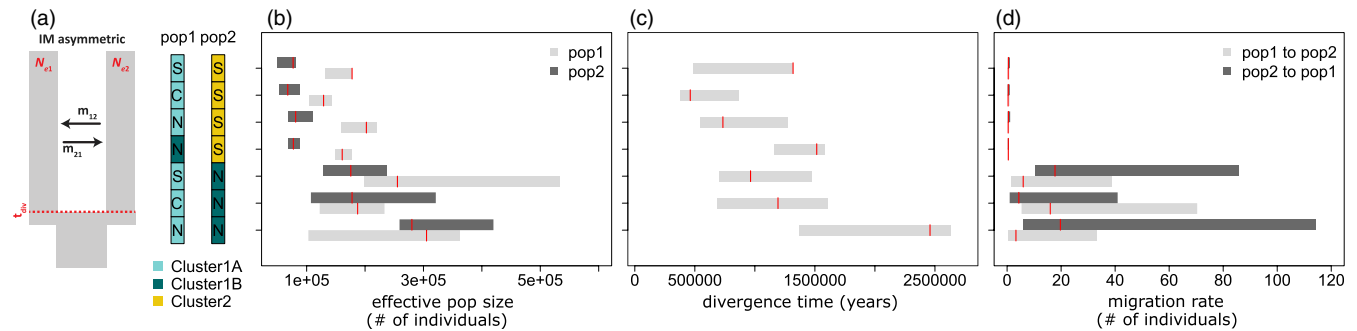 (a)
IM asymmetric
Ne1
Ne2
m12
m21
tdiv
pop1 pop2
S S
C S
N S
N S
S N
C N
N N
Cluster1A
Cluster1B
Cluster2
(b)
pop1
pop2
1e+05 3e+05 5e+05
effective pop size
(# of individuals)
(c)
500000 1500000 2500000
divergence time (years)
(d)
pop1 to pop2
pop2 to pop1
0 20 40 60 80 100 120
migration rate
(# of individuals)